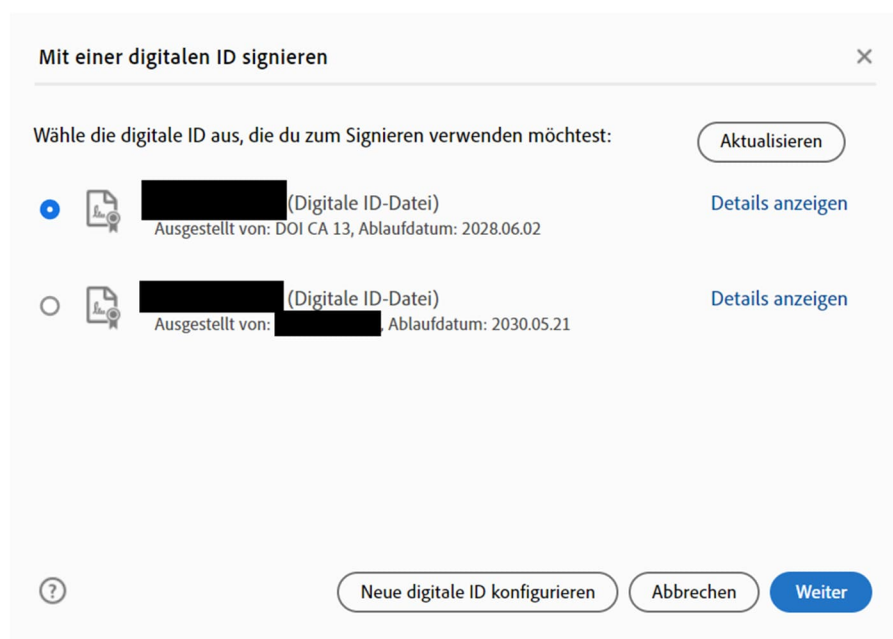 Mit einer digitalen ID signieren
Wähle die digitale ID aus, die du zum Signieren verwenden möchtest:
Aktualisieren
(Digitale ID-Datei)
Details anzeigen
Ausgestellt von: DOI CA 13, Ablaufdatum: 2028.06.02
(Digitale ID-Datei)
Details anzeigen
Ausgestellt von: , Ablaufdatum: 2030.05.21
?
Neue digitale ID konfigurieren
Abbrechen
Weiter